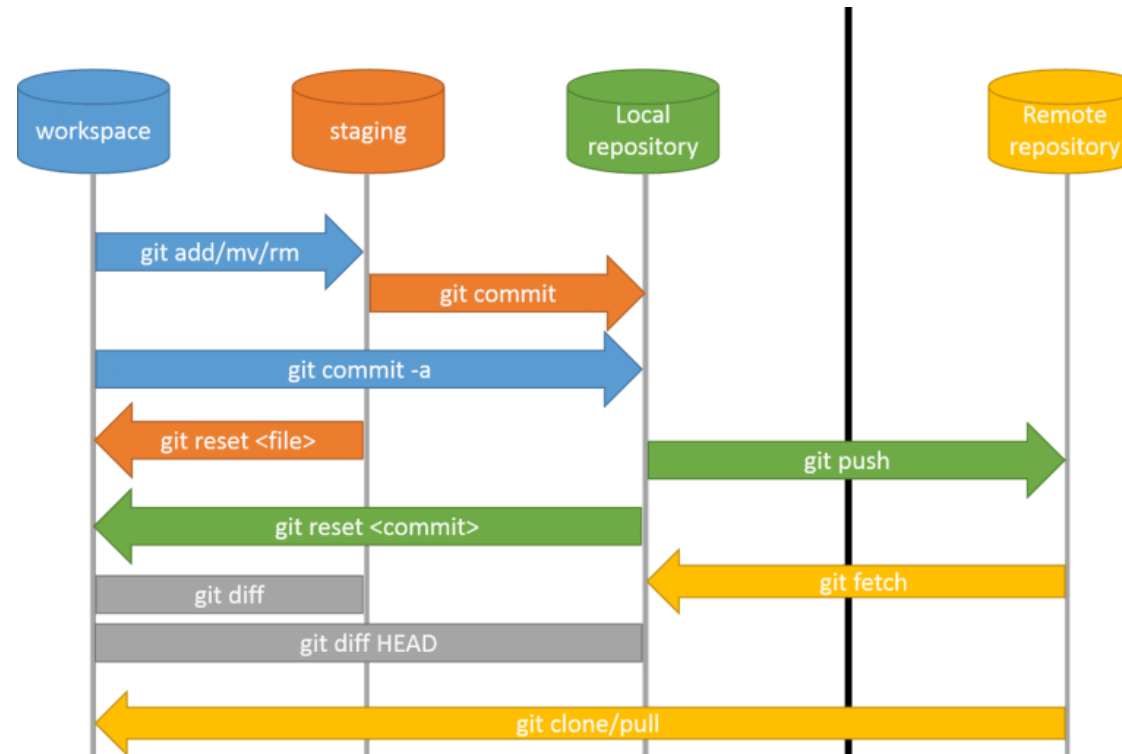 workspace
staging
Local
repository
Remote
repository
git add/mv/rm
git commit
git commit -a
git reset <file>
git push
git reset <commit>
git fetch
git diff
git diff HEAD
git clone/pull